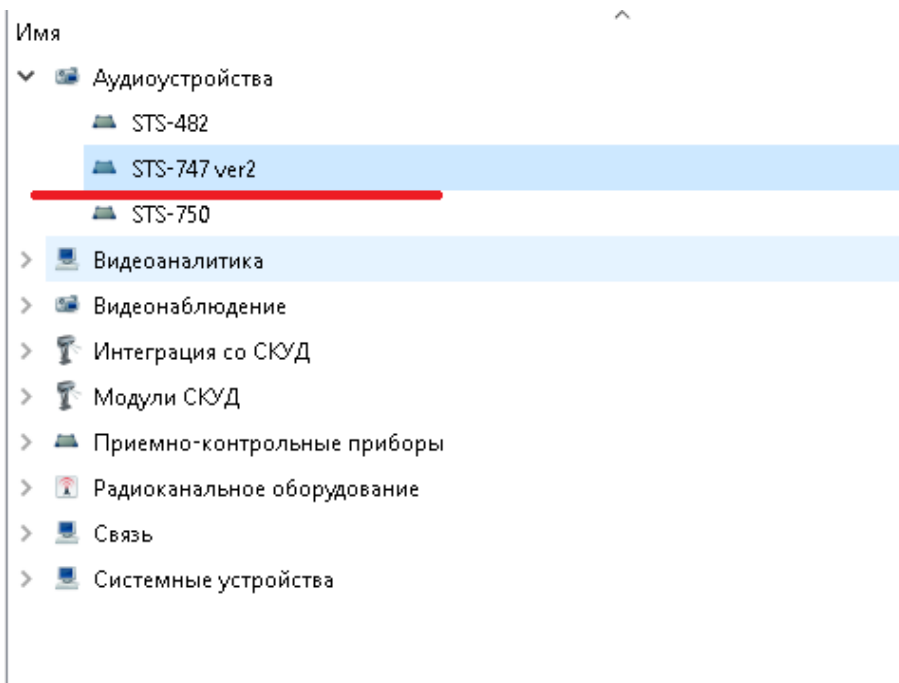 Имя
Аудиоустройства
STS-482
STS-747 ver2
STS-750
Видеоаналитика
Видеонаблюдение
Интеграция со СКУД
Модули СКУД
Приемно-контрольные приборы
Радиоканальное оборудование
Связь
Системные устройства